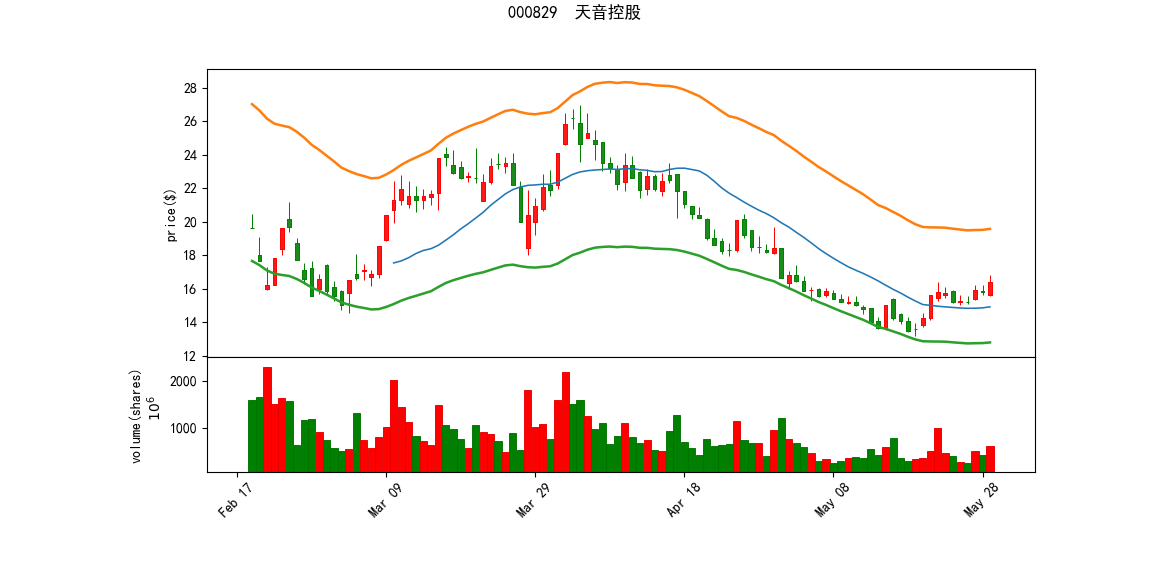 000829 天音控股
price($)
28
26
24
22
20
18
16
14
12
volume(shares)
10^6
2000
1000
Feb 17
Mar 09
Mar 29
Apr 18
May 08
May 28